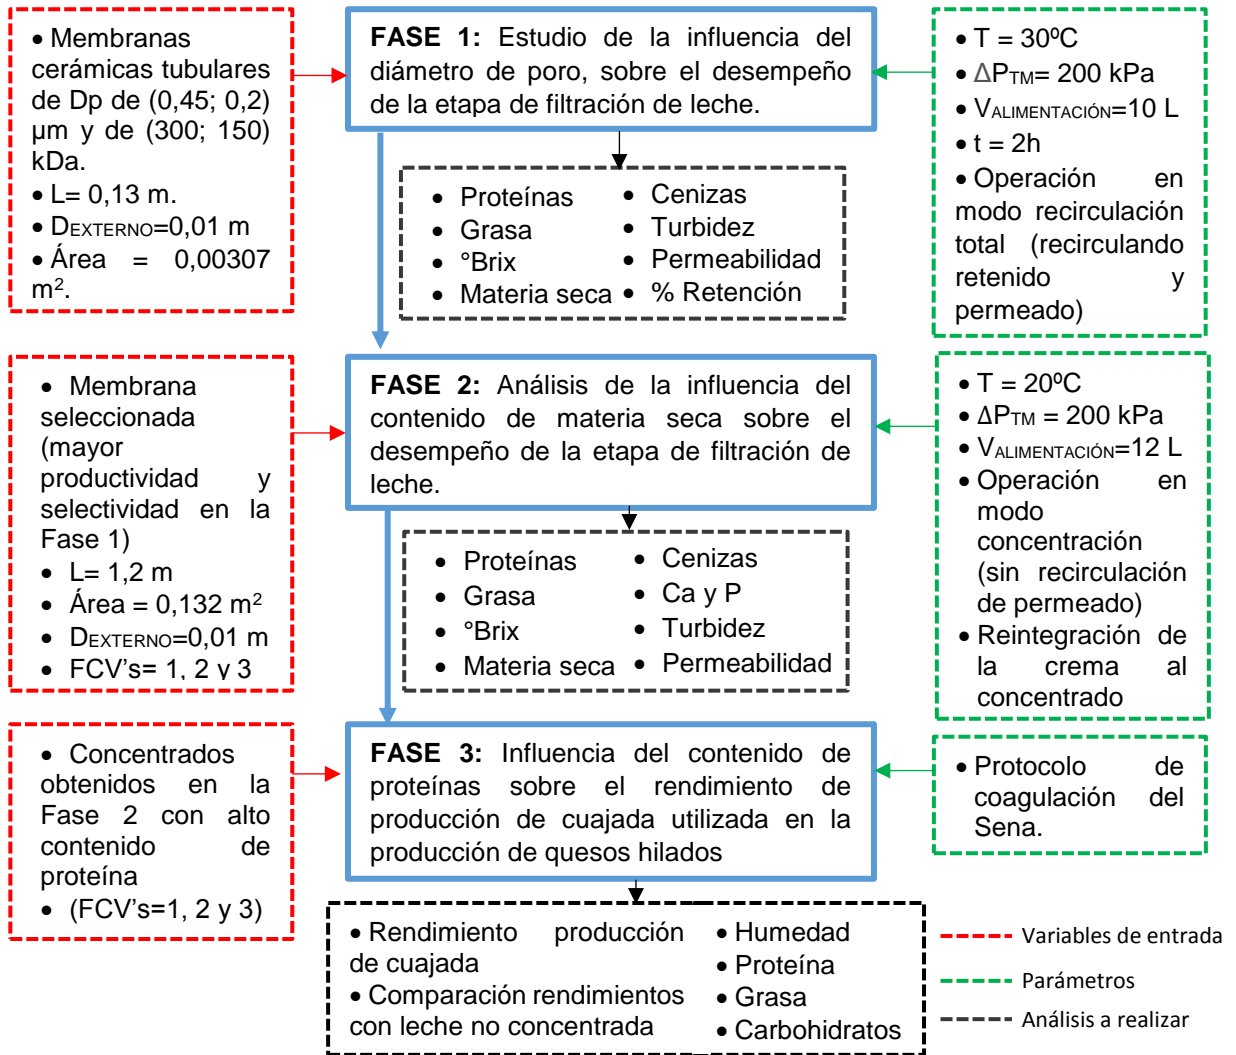 • Membranas
cerámicas tubulares
de Dp de (0,45; 0,2)
µm y de (300; 150)
kDa.
• L= 0,13 m.
• DEXTERNO=0,01 m
• Área = 0,00307
m².
FASE 1: Estudio de la influencia del
diámetro de poro, sobre el desempeño
de la etapa de filtración de leche.
• T = 30ºC
• ΔPTM= 200 kPa
• VALIMENTACIÓN=10 L
• t = 2h
• Operación en
modo recirculación
total (recirculando
retenido y
permeado)
• Proteínas
• Grasa
• °Brix
• Materia seca
• Cenizas
• Turbidez
• Permeabilidad
• % Retención
• Membrana
seleccionada
(mayor
productividad y
selectividad en la
Fase 1)
• L= 1,2 m
• Área = 0,132 m²
• DEXTERNO=0,01 m
• FCV’s= 1, 2 y 3
FASE 2: Análisis de la influencia del
contenido de materia seca sobre el
desempeño de la etapa de filtración de
leche.
• T = 20ºC
• ΔPTM = 200 kPa
• VALIMENTACIÓN=12 L
• Operación en
modo
concentración
(sin recirculación
de permeado)
• Reintegración de
la crema al
concentrado
• Proteínas
• Grasa
• °Brix
• Materia seca
• Cenizas
• Ca y P
• Turbidez
• Permeabilidad
• Concentrados
obtenidos en la
Fase 2 con alto
contenido de
proteína
• (FCV’s=1, 2 y 3)
FASE 3: Influencia del contenido de
proteínas sobre el rendimiento de
producción de cuajada utilizada en la
producción de quesos hilados
• Protocolo de
coagulación del
Sena.
• Rendimiento producción
de cuajada
• Comparación rendimientos
con leche no concentrada
• Humedad
• Proteína
• Grasa
• Carbohidratos
Variables de entrada
Parámetros
Análisis a realizar